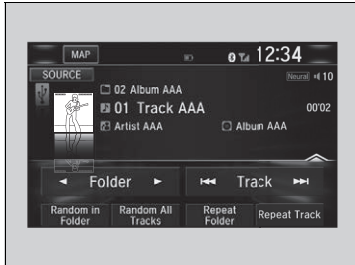 MAP 12:34
SOURCE Neural 10
02 Album AAA
01 Track AAA 00'02
Artist AAA Album AAA
Folder Track
Random in Folder Random All Tracks Repeat Folder Repeat Track